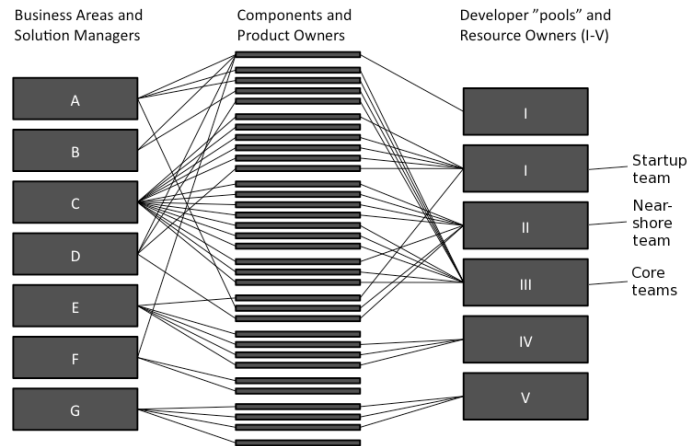 Business Areas and
Solution Managers
Components and
Product Owners
Developer ”pools” and
Resource Owners (I-V)
A
B
C
D
E
F
G
I
I
II
III
IV
V
Startup
team
Near-
shore
team
Core
teams